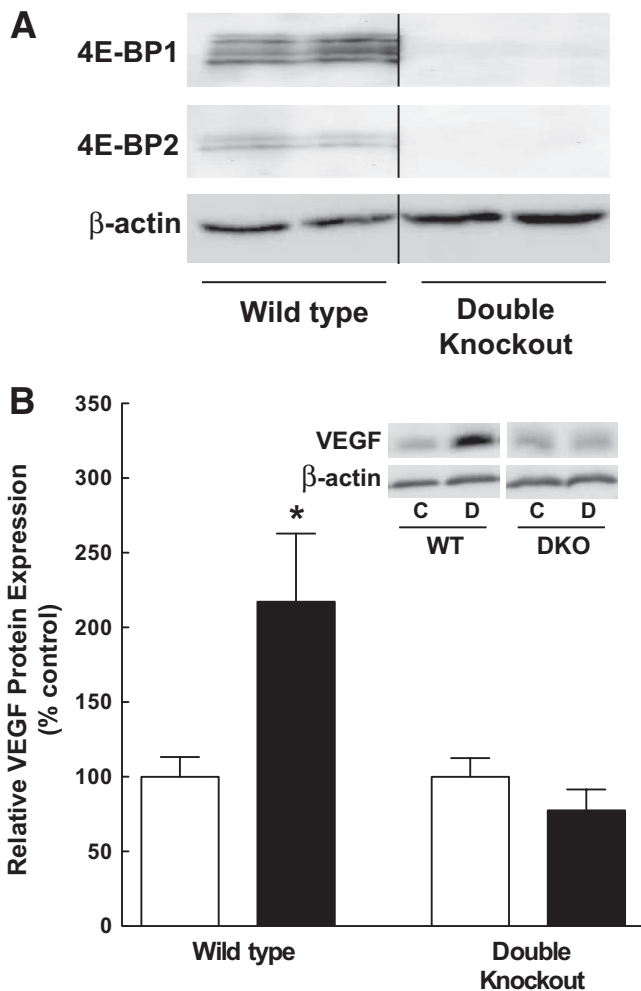 A
4E-BP1
4E-BP2
β-actin
Wild type
Double
Knockout
B
Relative VEGF Protein Expression
(% control)
350
300
250
200
150
100
50
0
*
VEGF
β-actin
C D C D
WT DKO
Wild type
Double
Knockout